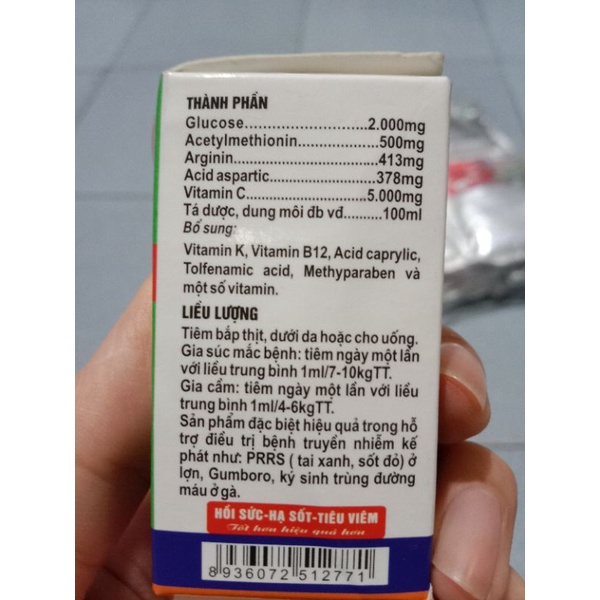 THÀNH PHẦN
Glucose..............................2.000mg
Acetylmethionin...................500mg
Arginin................................413mg
Acid aspartic........................378mg
Vitamin C............................5.000mg
Tá dược, dung môi đb vđ.........100ml
Bổ sung:
Vitamin K, Vitamin B12, Acid caprylic,
Tolfenamic acid, Methyparaben và
một số vitamin.
LIỀU LƯỢNG
Tiêm bắp thịt, dưới da hoặc cho uống.
Gia súc mắc bệnh: tiêm ngày một lần
với liều trung bình 1ml/7-10kgTT.
Gia cầm: tiêm ngày một lần với liều
trung bình 1ml/4-6kgTT.
Sản phẩm đặc biệt hiệu quả trong hỗ
trợ điều trị bệnh truyền nhiễm kế
phát như: PRRS ( tai xanh, sốt đỏ) ở
lợn, Gumboro, ký sinh trùng đường
máu ở gà.
HỒI SỨC-HẠ SỐT-TIÊU VIÊM
Tốt hơn hiệu quả hơn
8 936072 512771